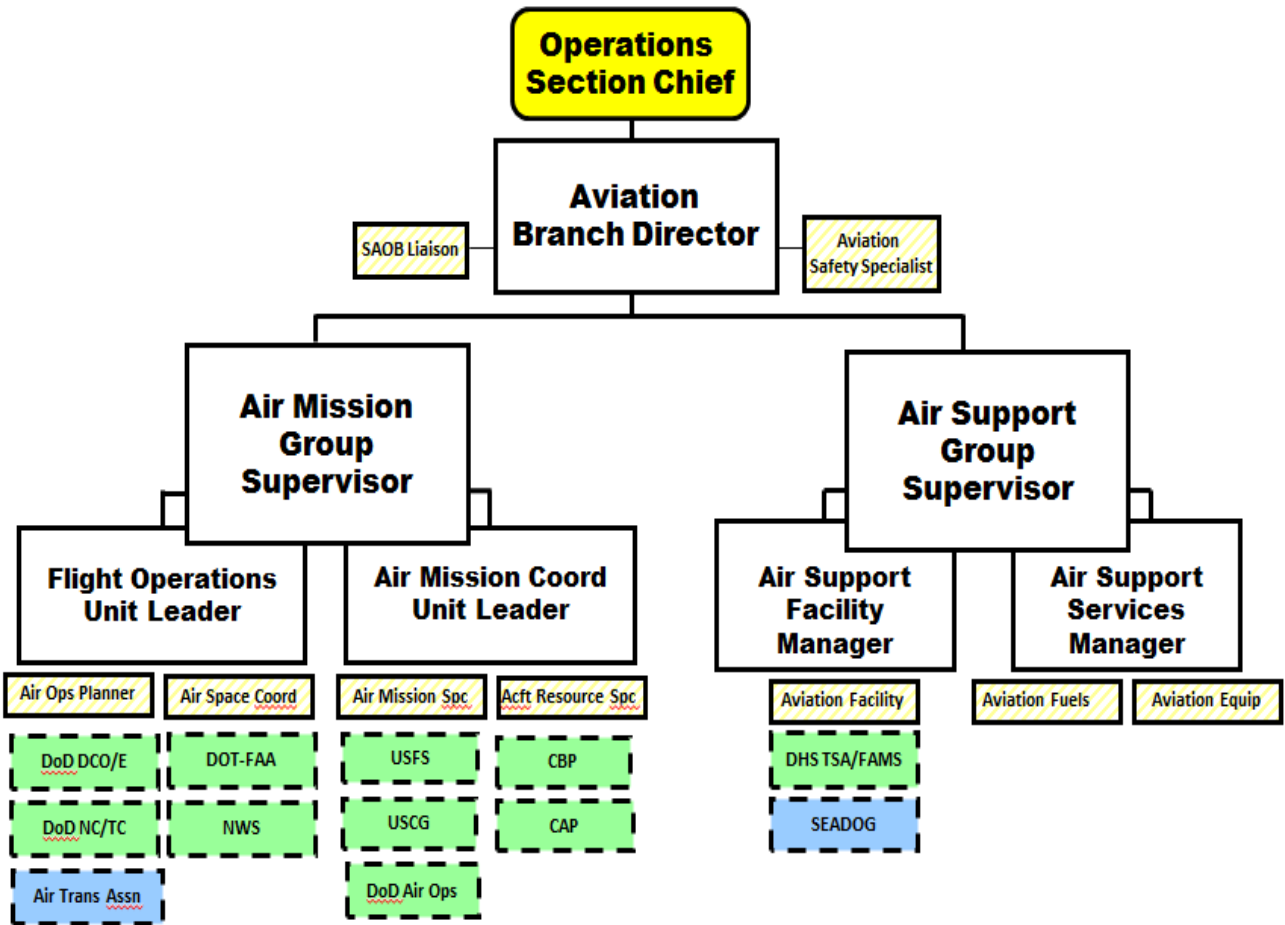 Operations
Section Chief
Aviation
Branch Director
SAOB Liaison
Aviation
Safety Specialist
Air Mission
Group
Supervisor
Air Support
Group
Supervisor
Flight Operations
Unit Leader
Air Mission Coord
Unit Leader
Air Support
Facility
Manager
Air Support
Services
Manager
Air Ops Planner
Air Space Coord
Air Mission Spc
Acft Resource Spc
Aviation Facility
Aviation Fuels
Aviation Equip
DoD DCO/E
DOT-FAA
USFS
CBP
DHS TSA/FAMS
DoD NC/TC
NWS
USCG
CAP
SEADOG
Air Trans Assn
DoD Air Ops